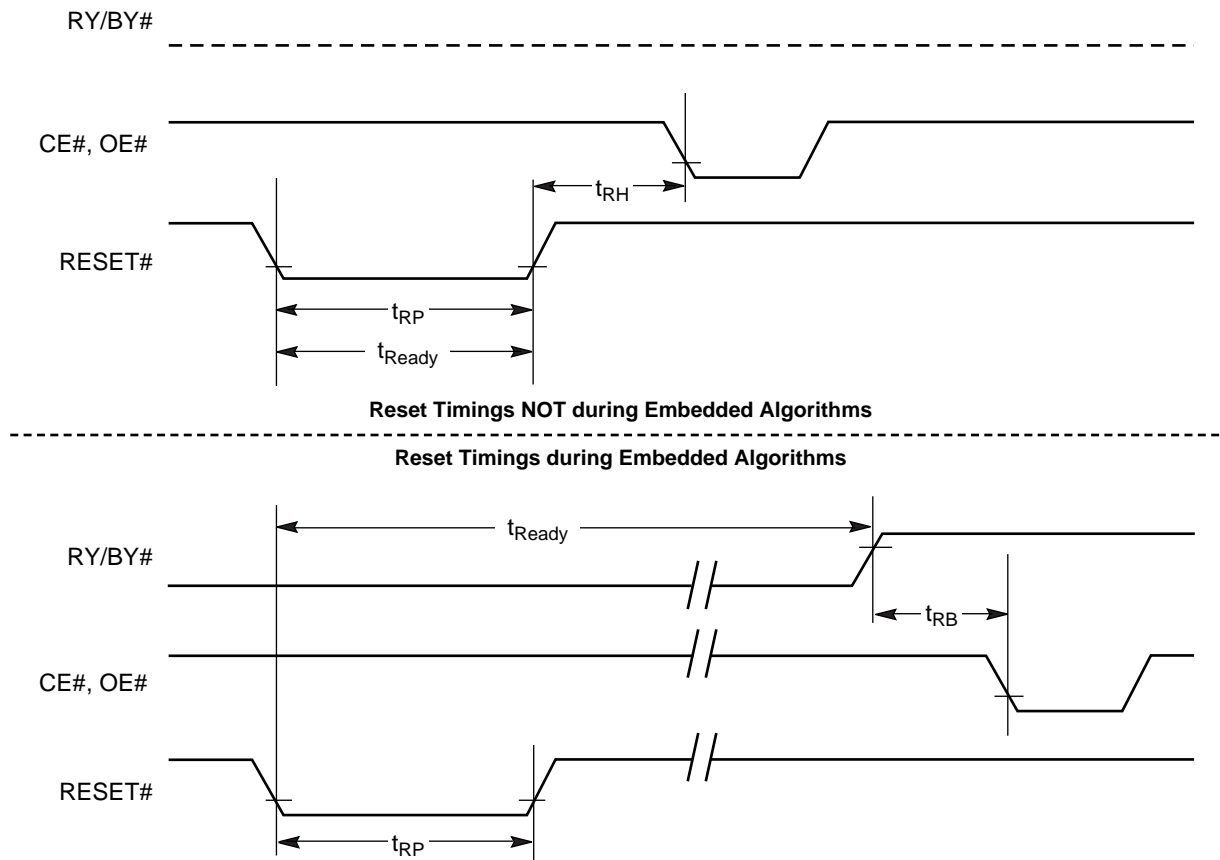 RY/BY#
CE#, OE#
tRH
RESET#
tRP
tReady
Reset Timings NOT during Embedded Algorithms
Reset Timings during Embedded Algorithms
tReady
RY/BY#
tRB
CE#, OE#
RESET#
tRP